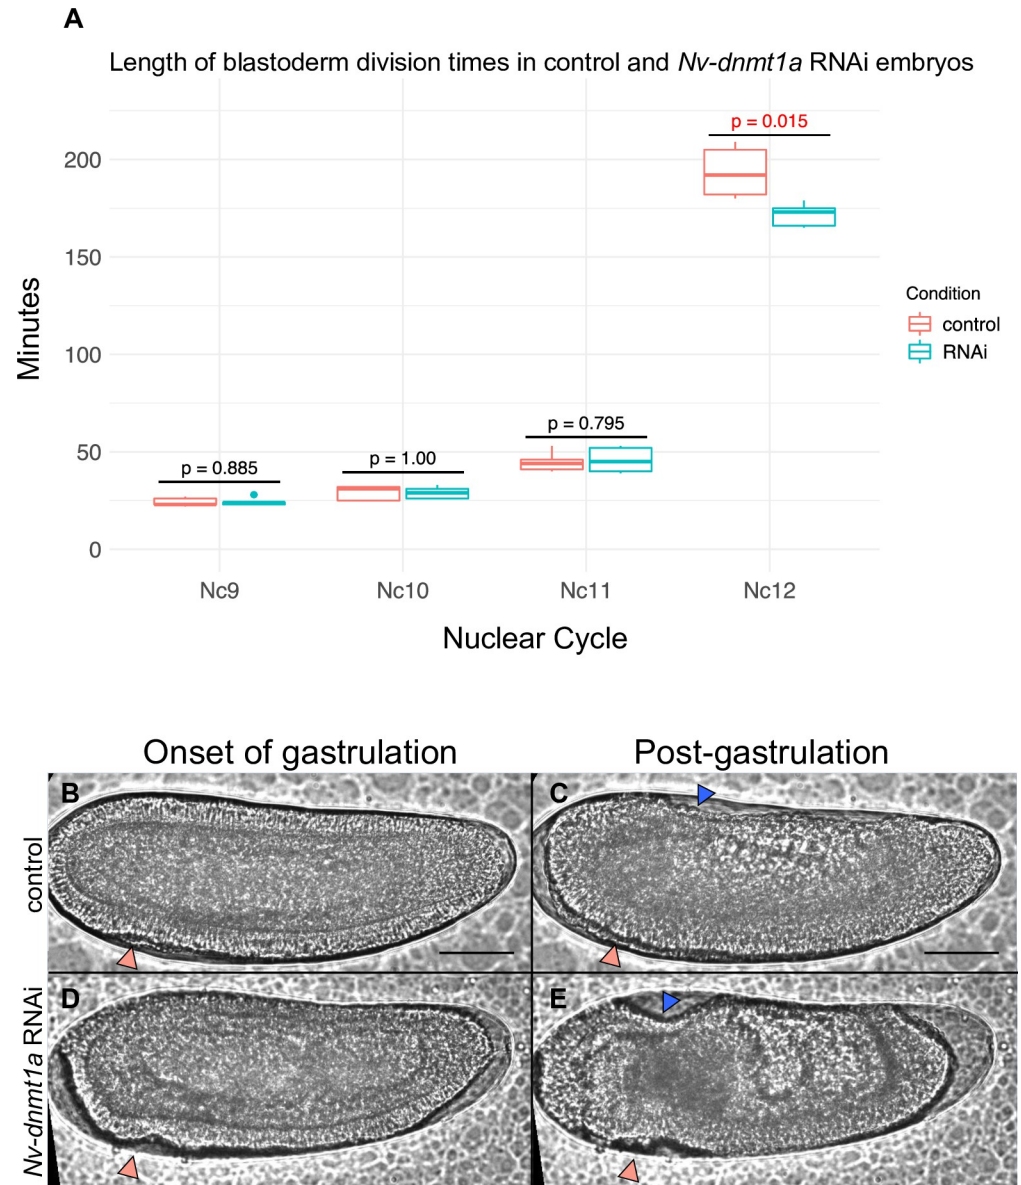 A
Length of blastoderm division times in control and Nv-dnmt1a RNAi embryos
p = 0.015
200
150
Minutes
100
50
0
p = 0.885
p = 1.00
p = 0.795
Condition
control
RNAi
Nc9
Nc10
Nc11
Nc12
Nuclear Cycle
Onset of gastrulation
Post-gastrulation
control
B
C
Nv-dnmt1a RNAi
D
E